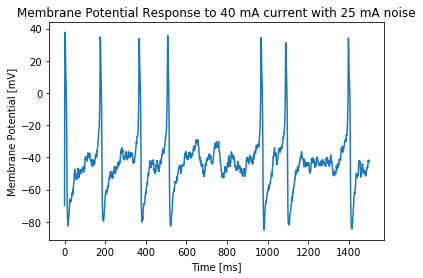 Membrane Potential Response to 40 mA current with 25 mA noise
Membrane Potential [mV]
40
20
0
−20
−40
−60
−80
0 200 400 600 800 1000 1200 1400
Time [ms]